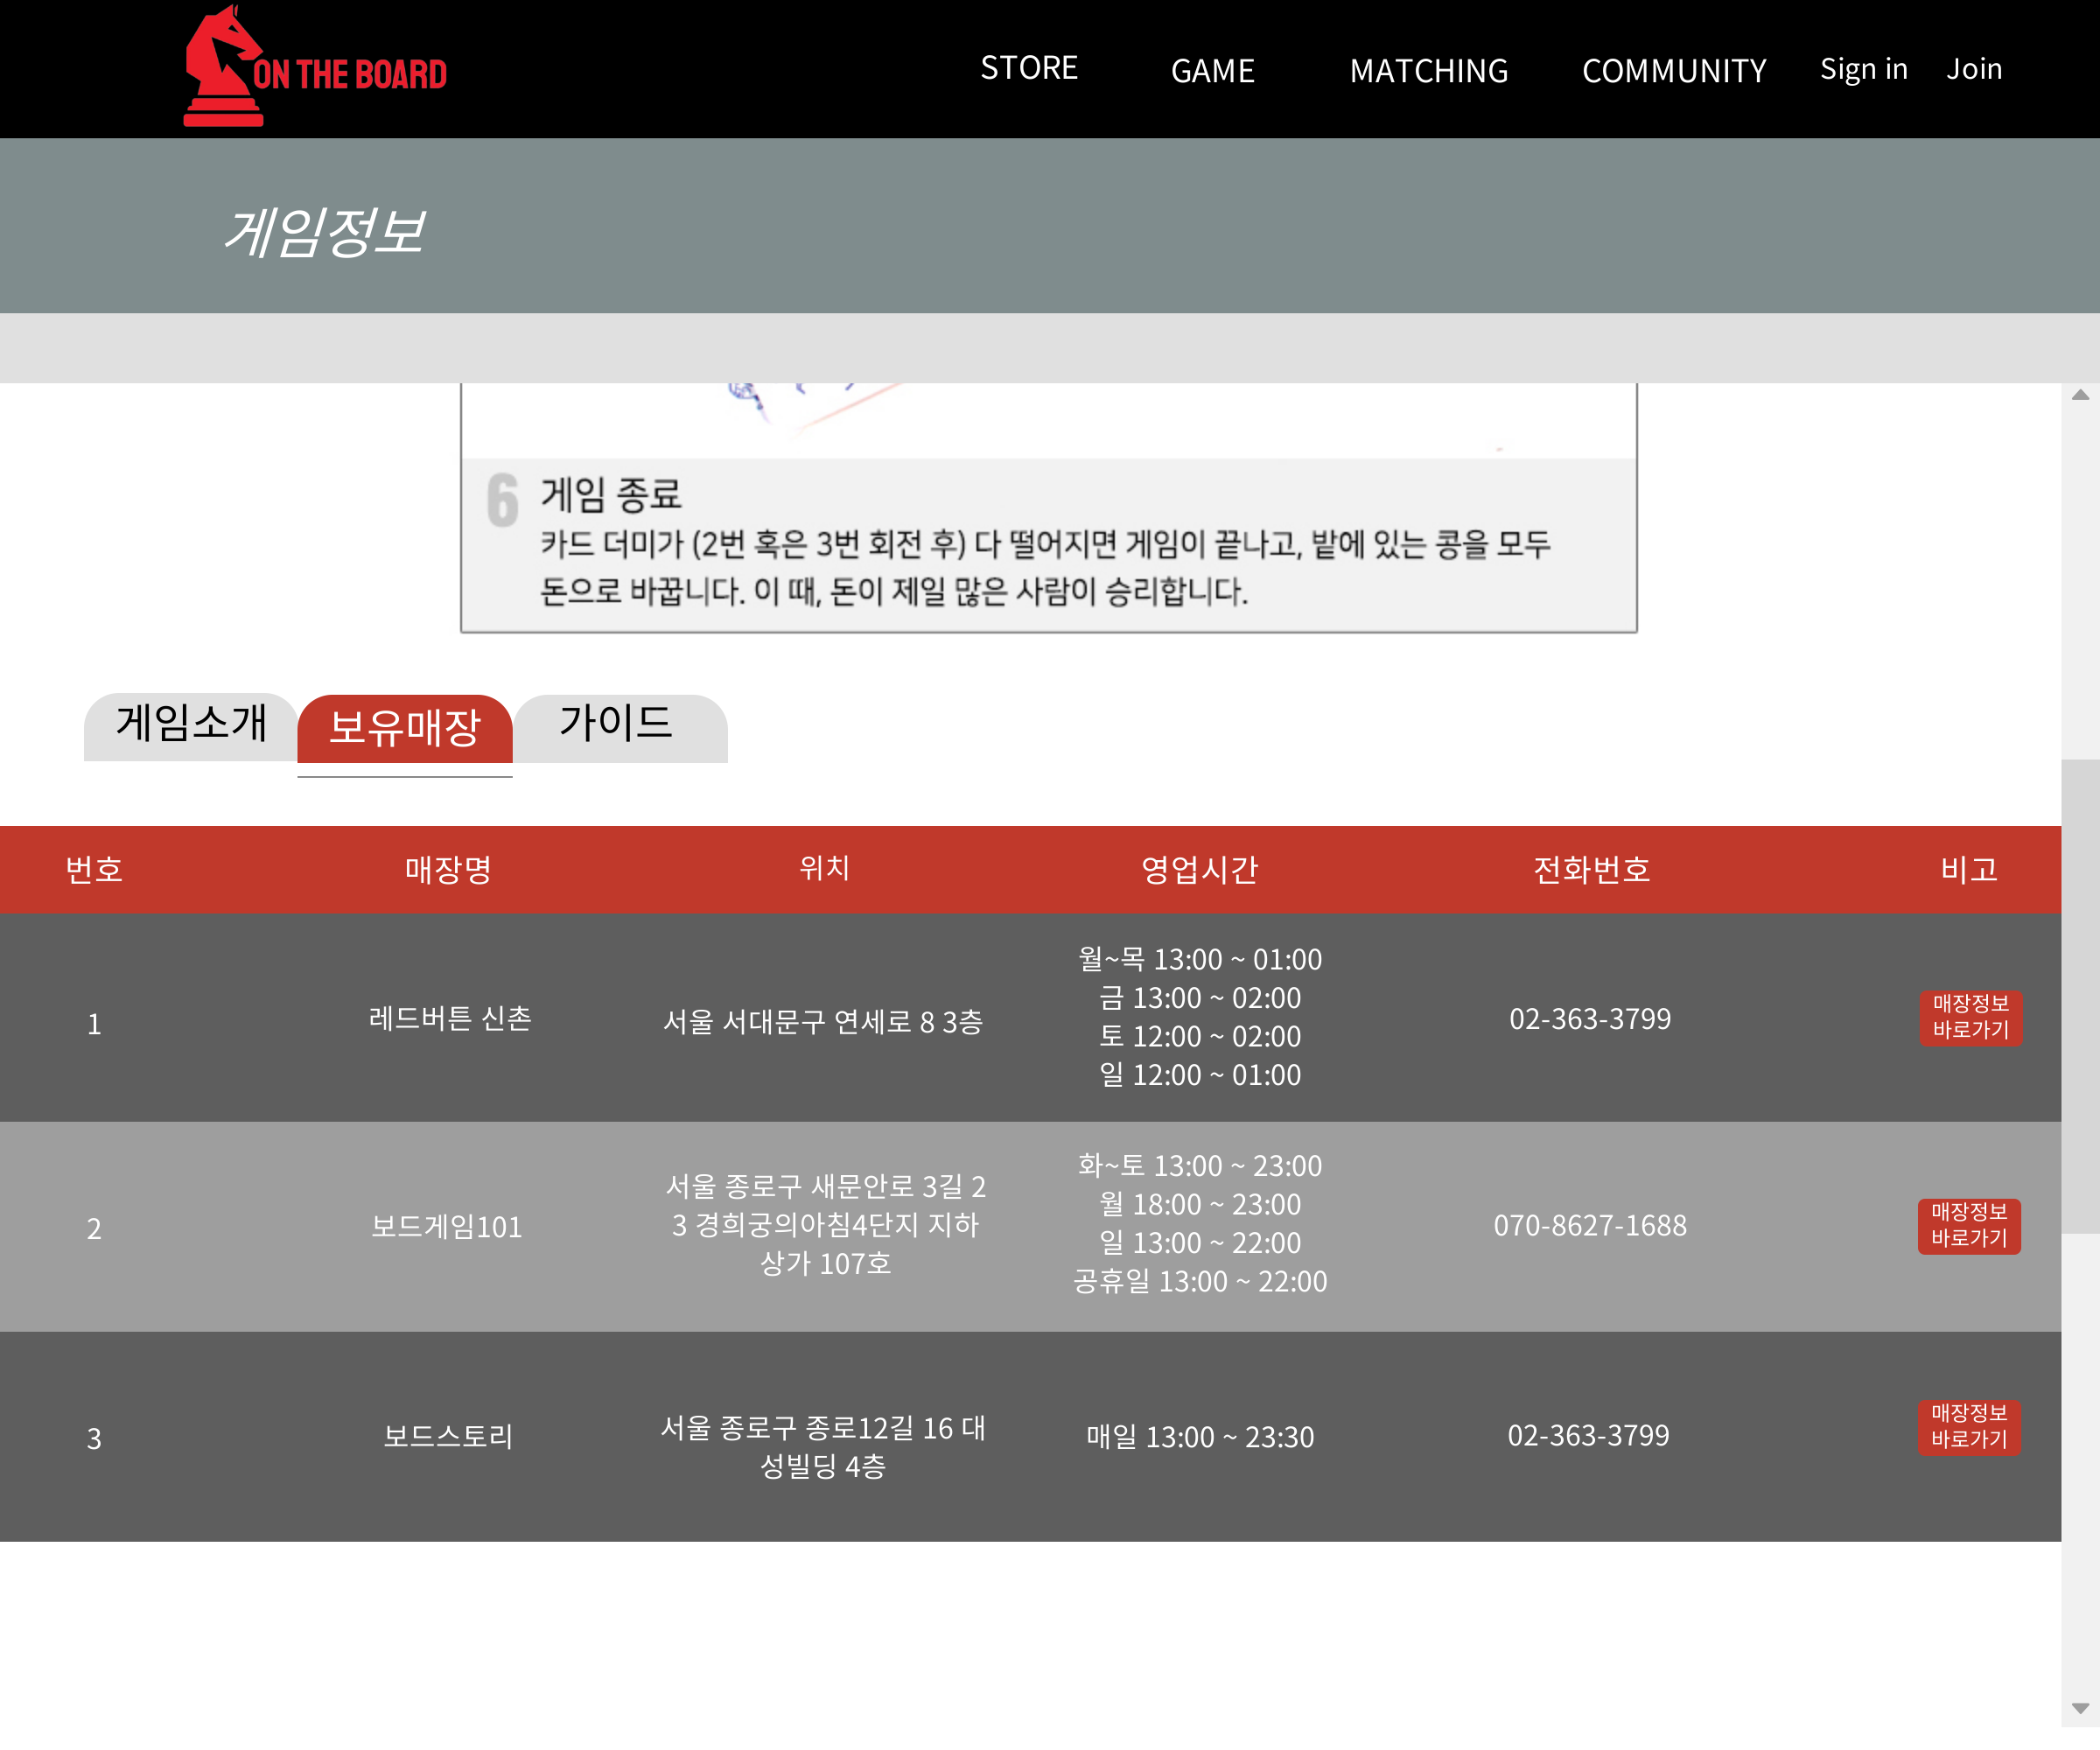 ON THE BOARD
STORE
GAME
MATCHING
COMMUNITY
Sign in
Join
게임정보
6
게임 종료
카드 더미가 (2번 혹은 3번 회전 후) 다 떨어지면 게임이 끝나고, 밭에 있는 콩을 모두
돈으로 바꿉니다. 이 때, 돈이 제일 많은 사람이 승리합니다.
게임소개
보유매장
가이드
번호
매장명
위치
영업시간
전화번호
비고
1
레드버튼 신촌
서울 서대문구 연세로 8 3층
월~목 13:00 ~ 01:00
금 13:00 ~ 02:00
토 12:00 ~ 02:00
일 12:00 ~ 01:00
02-363-3799
매장정보
바로가기
2
보드게임101
서울 종로구 새문안로 3길 2
3 경희궁의아침4단지 지하
상가 107호
화~토 13:00 ~ 23:00
월 18:00 ~ 23:00
일 13:00 ~ 22:00
공휴일 13:00 ~ 22:00
070-8627-1688
매장정보
바로가기
3
보드스토리
서울 종로구 종로12길 16 대
성빌딩 4층
매일 13:00 ~ 23:30
02-363-3799
매장정보
바로가기